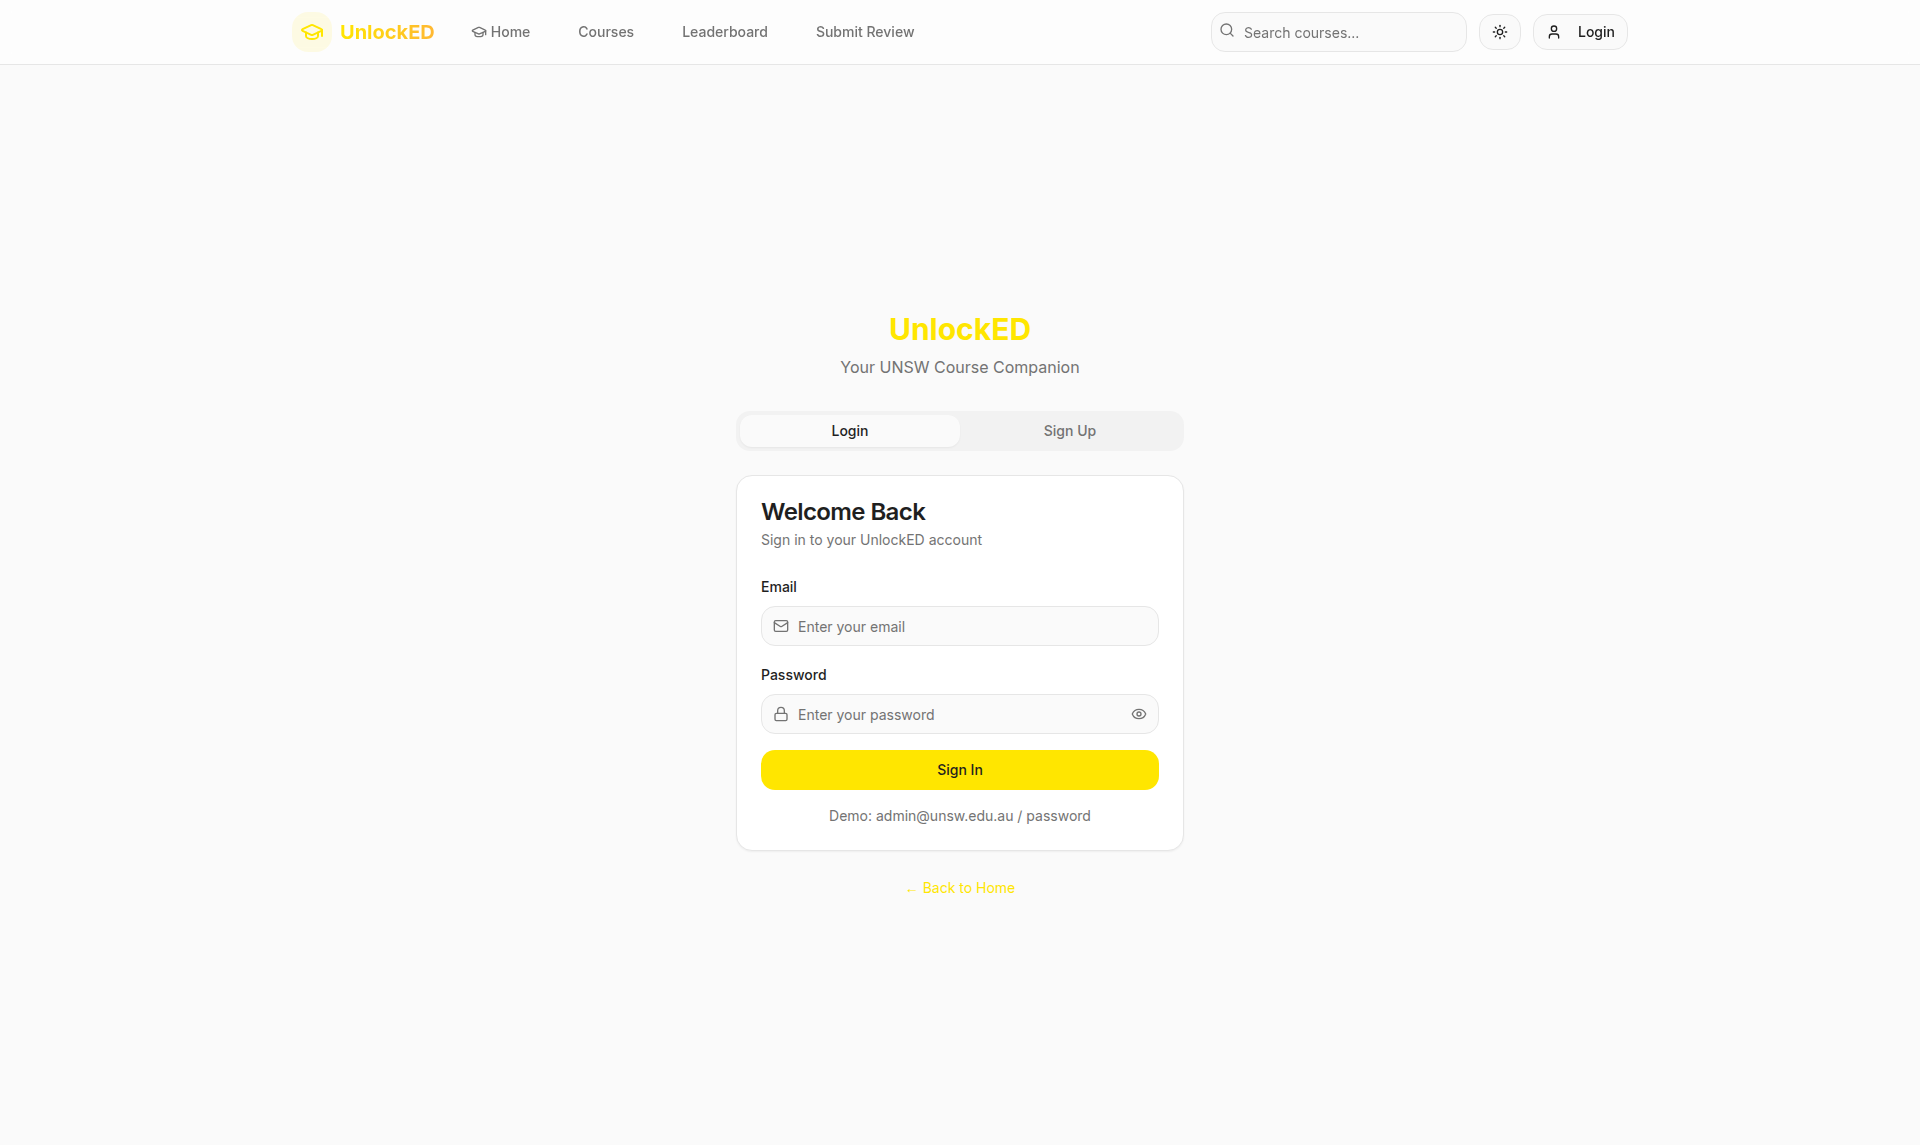 UnlockED
Home
Courses
Leaderboard
Submit Review
Search courses...
Login
UnlockED
Your UNSW Course Companion
Login
Sign Up
Welcome Back
Sign in to your UnlockED account
Email
Enter your email
Password
Enter your password
Sign In
Demo: admin@unsw.edu.au / password
← Back to Home